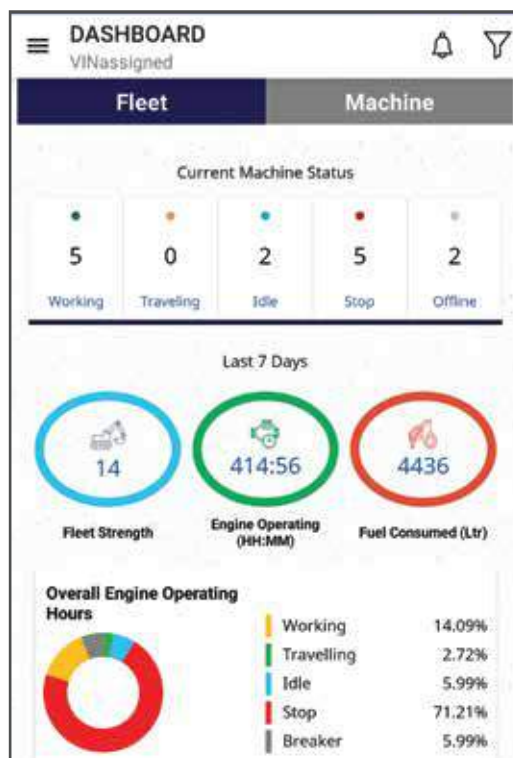 DASHBOARD
VINassigned
Fleet
Machine
Current Machine Status
5
0
2
5
2
Working
Traveling
Idle
Stop
Offline
Last 7 Days
14
414:56
4436
Fleet Strength
Engine Operating
(HH:MM)
Fuel Consumed (Ltr)
Overall Engine Operating
Hours
Working 14.09%
Travelling 2.72%
Idle 5.99%
Stop 71.21%
Breaker 5.99%